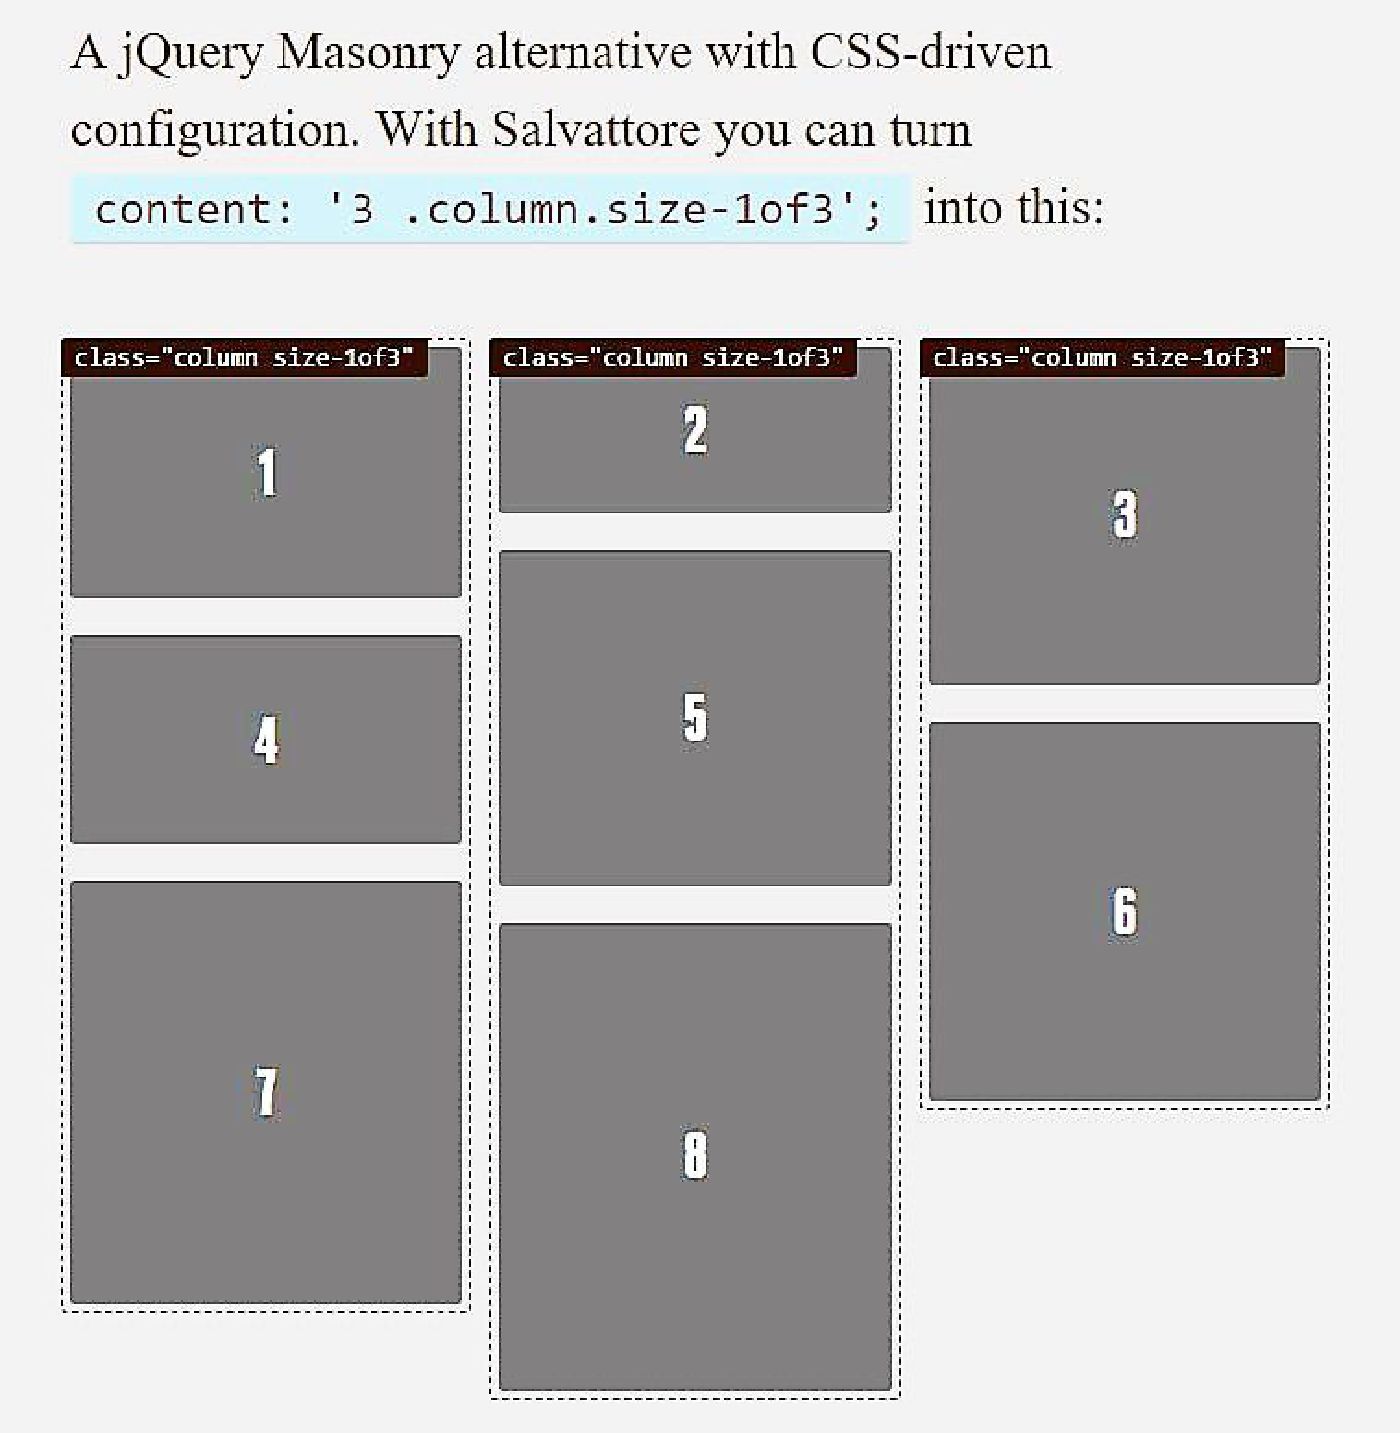 A jQuery Masonry alternative with CSS-driven
configuration. With Salvattore you can turn
content: '3 .column.size-1of3'; into this:
class="column size-1of3"
class="column size-1of3"
class="column size-1of3"
1
2
3
4
5
6
7
8